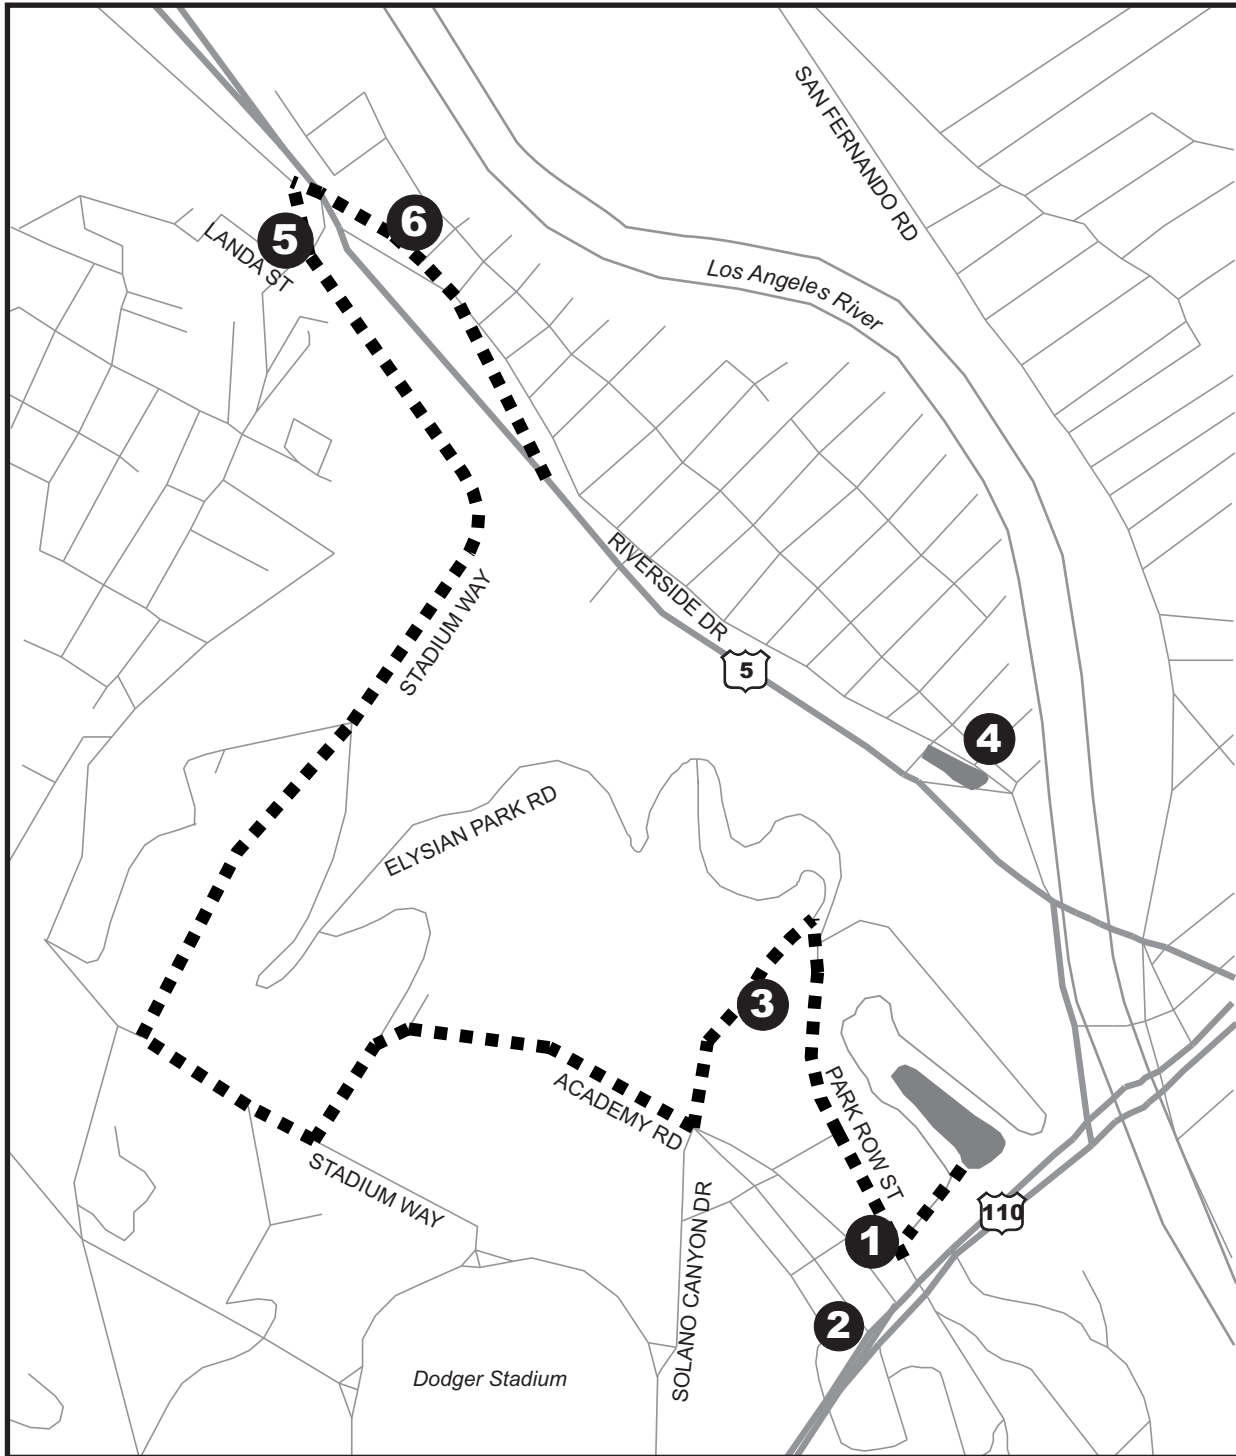 SAN FERNANDO RD
6
5
LANDA ST
Los Angeles River
RIVERSIDE DR
STADIUM WAY
5
4
ELYSIAN PARK RD
3
ACADEMY RD
PARK ROW ST
STADIUM WAY
110
1
SOLANO CANYON DR
2
Dodger Stadium